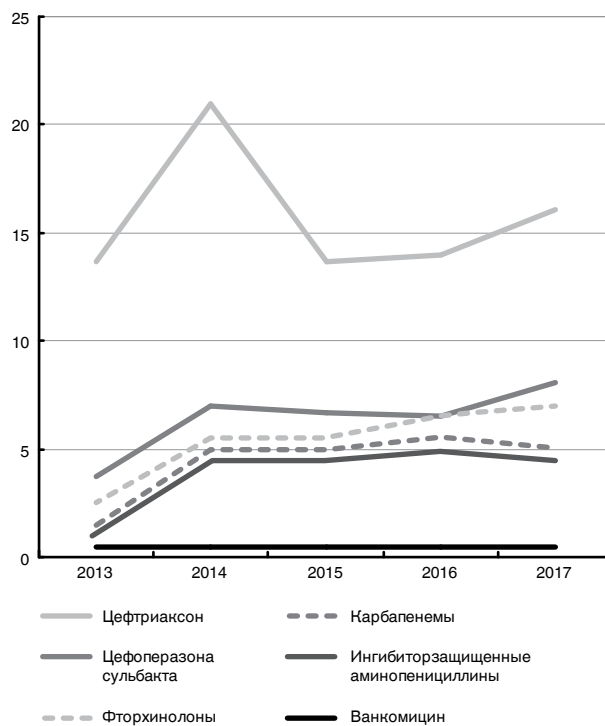 25
20
15
10
5
0
2013 2014 2015 2016 2017
Цефтриаксон
Карбапенемы
Цефоперазона
сульбакта
Ингибиторзащищенные
аминопенициллины
Фторхинолоны
Ванкомицин